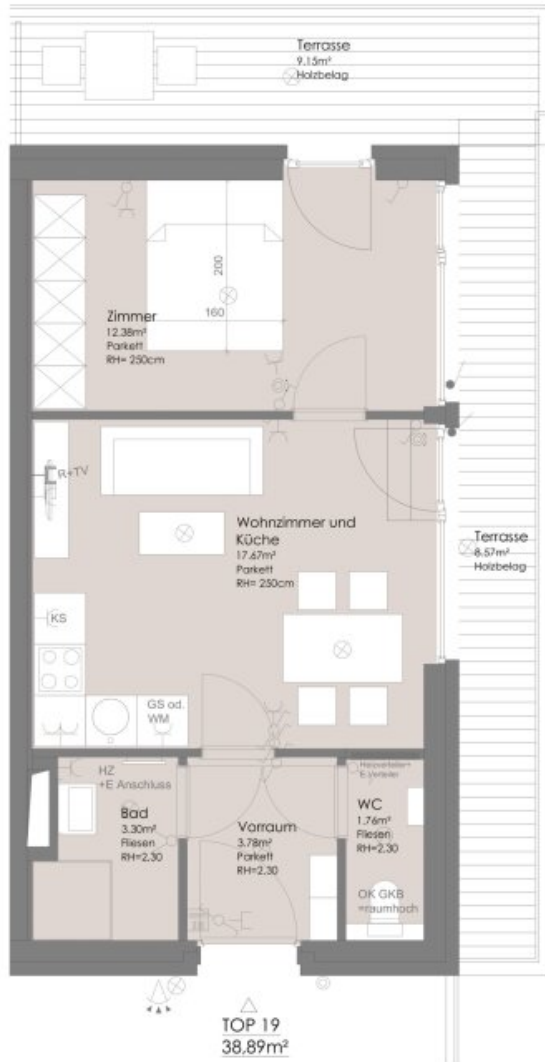 Terrasse
9.15m²
Holzbelag
200
160
Zimmer
12.38m²
Parkett
RH= 250cm
R+TV
Wohnzimmer und
Küche
17.67m²
Parkett
RH= 250cm
Terrasse
8.57m²
Holzbelag
KS
GS od.
WM
HZ
+E Anschluss
Heizverteiler+
E.Verteiler
Bad
3.30m²
Fliesen
RH=2.30
Vorraum
3.78m²
Parkett
RH=2.30
WC
1.76m²
Fliesen
RH=2.30
OK GKB
=raumhoch
TOP 19
38,89m²